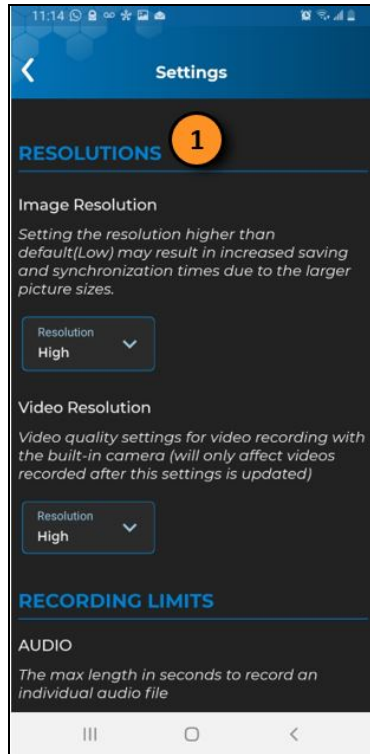 11:14
Settings
RESOLUTIONS
1
Image Resolution
Setting the resolution higher than
default(Low) may result in increased saving
and synchronization times due to the larger
picture sizes.
Resolution
High
Video Resolution
Video quality settings for video recording with
the built-in camera (will only affect videos
recorded after this settings is updated)
Resolution
High
RECORDING LIMITS
AUDIO
The max length in seconds to record an
individual audio file